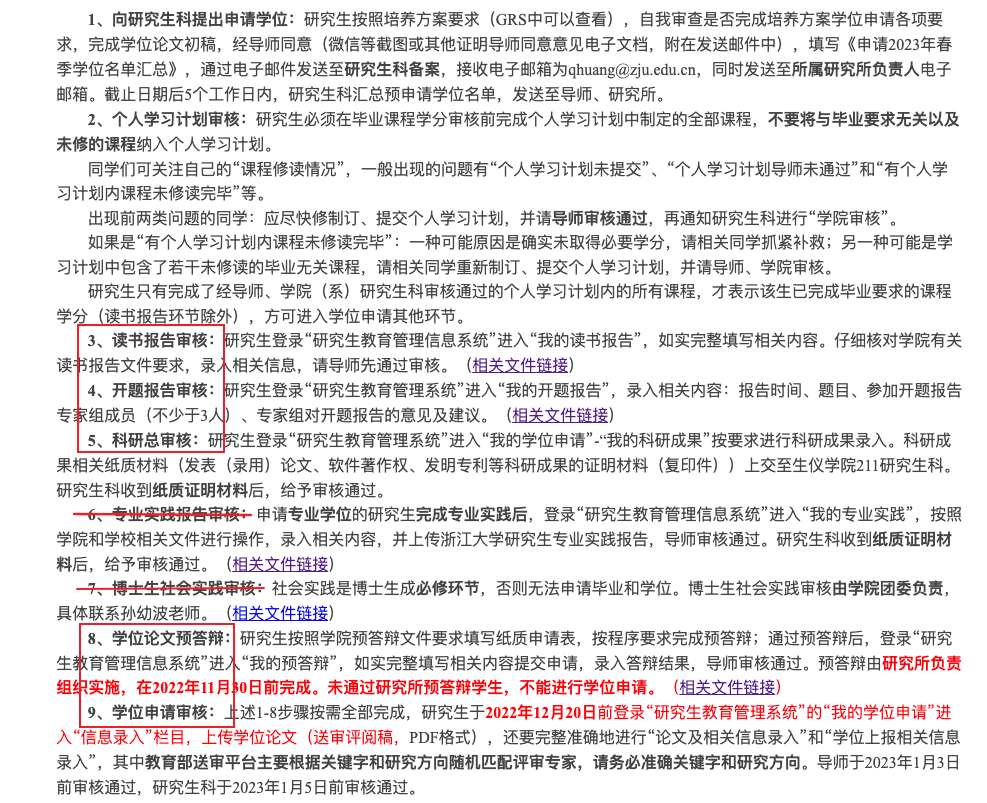 1、向研究生科提出申请学位：研究生按照培养方案要求（GRS中可以查看），自我审查是否完成培养方案学位申请各项要
求，完成学位论文初稿，经导师同意（微信等截图或其他证明导师同意意见电子文档，附在发送邮件中），填写《申请2023年春
季学位名单汇总》，通过电子邮件发送至研究生科备案，接收电子邮箱为qhuang@zju.edu.cn，同时发送至所属研究所负责人电子
邮箱。截止日期后5个工作日内，研究生科汇总预申请学位名单，发送至导师、研究所。
2、个人学习计划审核：研究生必须在毕业课程学分审核前完成个人学习计划中制定的全部课程，不要将与毕业要求无关以及
未修的课程纳入个人学习计划。
同学们可关注自己的“课程修读情况”，一般出现的问题有“个人学习计划未提交”、“个人学习计划导师未通过”和“有个人学
习计划内课程未修读完毕”等。
出现前两类问题的同学：应尽快修制订、提交个人学习计划，并请导师审核通过，再通知研究生科进行“学院审核”。
如果是“有个人学习计划内课程未修读完毕”：一种可能原因是确实未取得必要学分，请相关同学抓紧补救；另一种可能是学
习计划中包含了若干未修读的毕业无关课程，请相关同学重新制订、提交个人学习计划，并请导师、学院审核。
研究生只有完成了经导师、学院（系）研究生科审核通过的个人学习计划内的所有课程，才表示该生已完成毕业要求的课程
学分（读书报告环节除外），方可进入学位申请其他环节。
3、读书报告审核：研究生登录“研究生教育管理信息系统”进入“我的读书报告”，如实完整填写相关内容。仔细核对学院有关
读书报告文件要求，录入相关信息，请导师先通过审核。（相关文件链接）
4、开题报告审核：研究生登录“研究生教育管理系统”进入“我的开题报告”，录入相关内容：报告时间、题目、参加开题报告
专家组成员（不少于3人）、专家组对开题报告的意见及建议。（相关文件链接）
5、科研总审核：研究生登录“研究生教育管理系统”进入“我的学位申请”-“我的科研成果”按要求进行科研成果录入。科研成
果相关纸质材料（发表（录用）论文、软件著作权、发明专利等科研成果的证明材料（复印件））上交至生仪学院211研究生科。
研究生科收到纸质证明材料后，给予审核通过。
6、专业实践报告审核：申请专业学位的研究生完成专业实践后，登录“研究生教育管理信息系统”进入“我的专业实践”，按照
学院和学校相关文件进行操作，录入相关内容，并上传浙江大学研究生专业实践报告，导师审核通过。研究生科收到纸质证明材
料后，给予审核通过。（相关文件链接）
7、博士生社会实践审核：社会实践是博士生成必修环节，否则无法申请毕业和学位。博士生社会实践审核由学院团委负责，
具体联系孙幼波老师。（相关文件链接）
8、学位论文预答辩：研究生按照学院预答辩文件要求填写纸质申请表，按程序要求完成预答辩；通过预答辩后，登录“研究
生教育管理信息系统”进入“我的预答辩”，如实完整填写相关内容提交申请，录入答辩结果，导师审核通过。预答辩由研究所负责
组织实施，在2022年11月30日前完成。未通过研究所预答辩学生，不能进行学位申请。（相关文件链接）
9、学位申请审核：上述1-8步骤按需全部完成，研究生于2022年12月20日前登录“研究生教育管理系统”的“我的学位申请”进
入“信息录入”栏目，上传学位论文（送审评阅稿，PDF格式），还要完整准确地进行“论文及相关信息录入”和“学位上报相关信息
录入”，其中教育部送审平台主要根据关键字和研究方向随机匹配评审专家，请务必准确关键字和研究方向。导师于2023年1月3日
前审核通过，研究生科于2023年1月5日前审核通过。